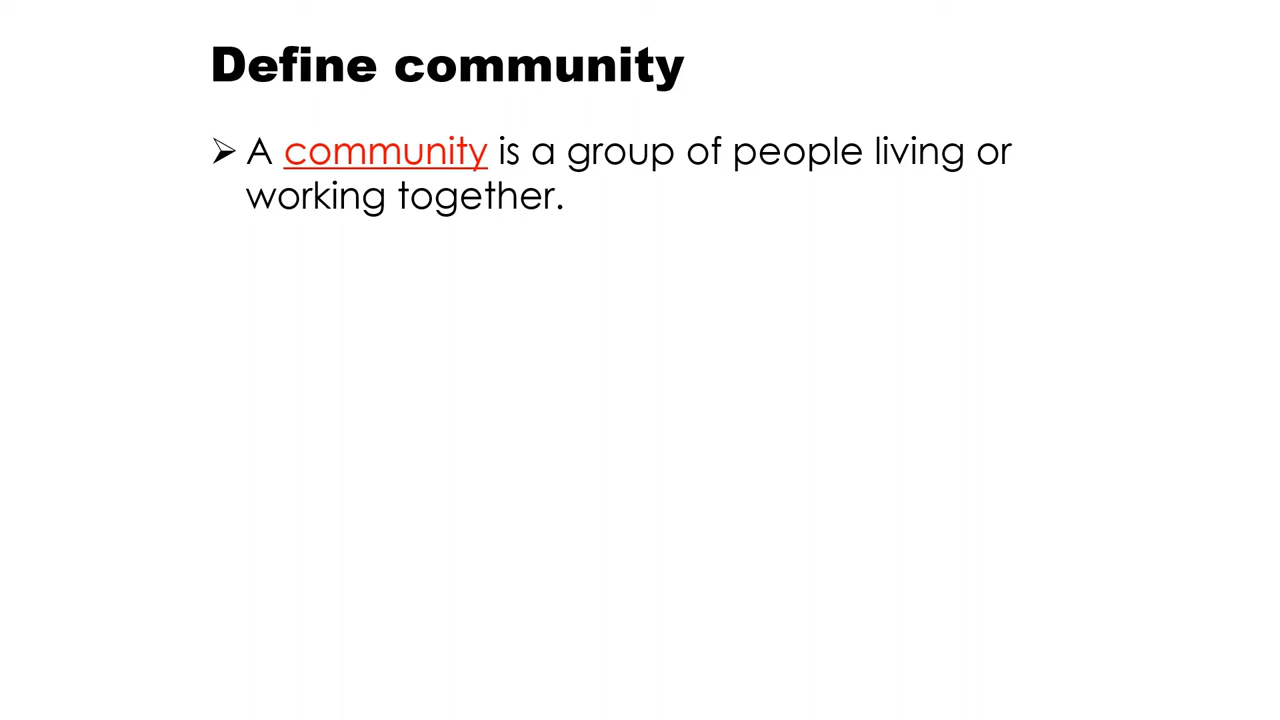 Define community
➢ A community is a group of people living or
working together.